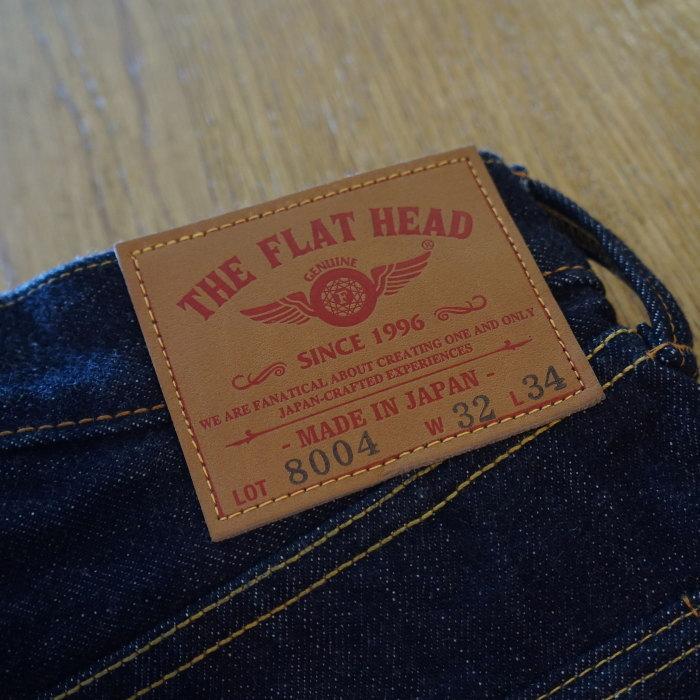 THE FLAT HEAD
®
GENUINE
F
SINCE 1996
WE ARE FANATICAL ABOUT CREATING ONE AND ONLY
JAPAN-CRAFTED EXPERIENCES
- MADE IN JAPAN -
LOT 8004 W 32 L 34